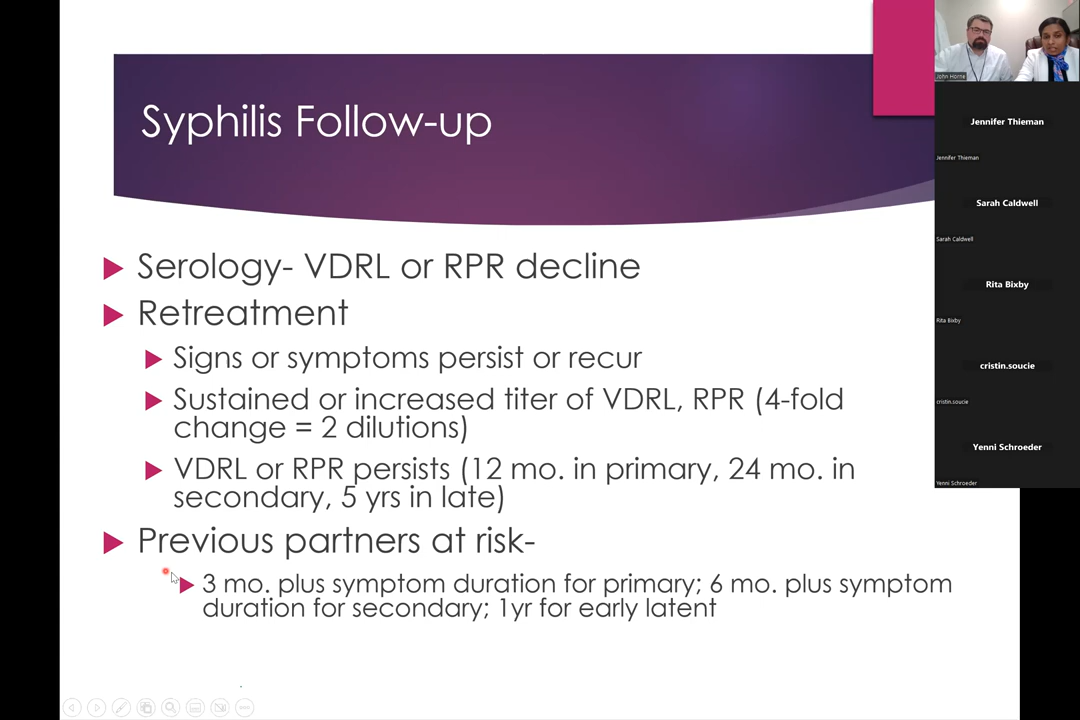 Syphilis Follow-up
Serology- VDRL or RPR decline
Retreatment
Signs or symptoms persist or recur
Sustained or increased titer of VDRL, RPR (4-fold
change = 2 dilutions)
VDRL or RPR persists (12 mo. in primary, 24 mo. in
secondary, 5 yrs in late)
Previous partners at risk-
3 mo. plus symptom duration for primary; 6 mo. plus symptom
duration for secondary; 1yr for early latent
John Horne
Jennifer Thieman
Jennifer Thieman
Sarah Caldwell
Sarah Caldwell
Rita Bixby
Rita Bixby
cristin.soucie
cristin.soucie
Yenni Schroeder
Yenni Schroeder